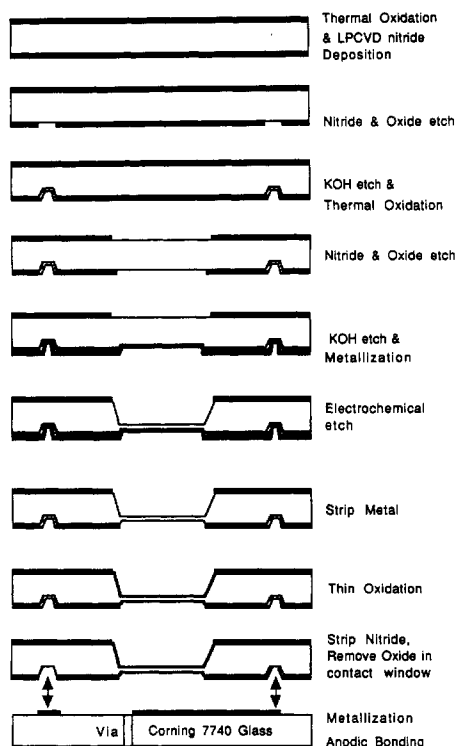 Thermal Oxidation
& LPCVD nitride
Deposition
Nitride & Oxide etch
KOH etch &
Thermal Oxidation
Nitride & Oxide etch
KOH etch &
Metallization
Electrochemical
etch
Strip Metal
Thin Oxidation
Strip Nitride,
Remove Oxide in
contact window
Via
Corning 7740 Glass
Metallization
Anodic Bonding